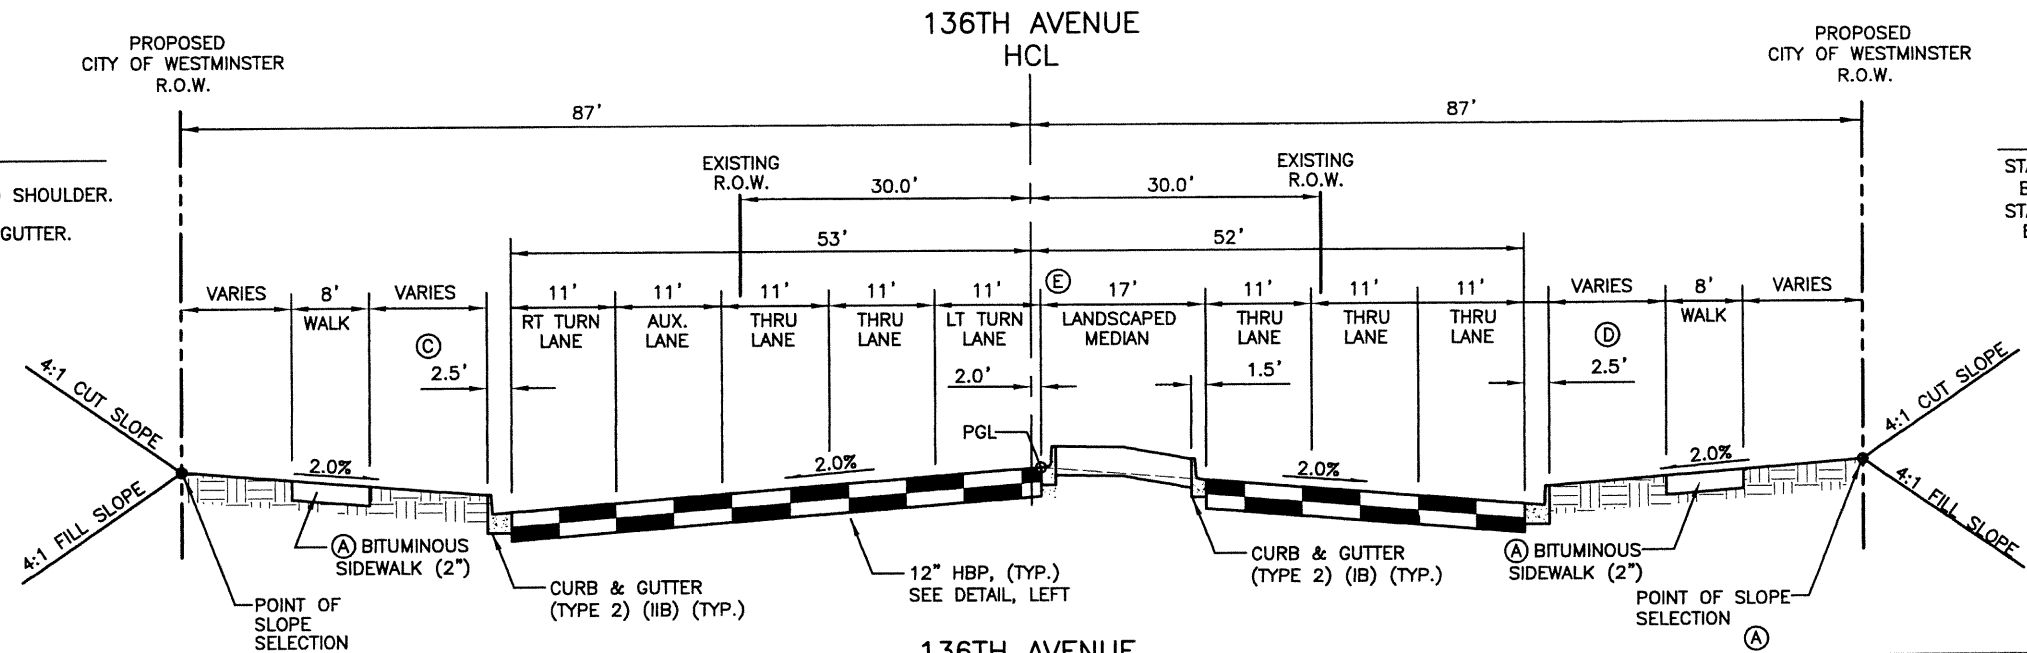 136TH AVENUE
HCL
PROPOSED
CITY OF WESTMINSTER
R.O.W.
PROPOSED
CITY OF WESTMINSTER
R.O.W.
87'
87'
SHOULDER.
GUTTER.
EXISTING
R.O.W.
30.0'
30.0'
EXISTING
R.O.W.
53'
52'
VARIES
8'
WALK
VARIES
11'
RT TURN
LANE
11'
AUX.
LANE
11'
THRU
LANE
11'
THRU
LANE
11'
LT TURN
LANE
E
17'
LANDSCAPED
MEDIAN
11'
THRU
LANE
11'
THRU
LANE
11'
THRU
LANE
VARIES
8'
WALK
VARIES
C
2.5'
2.0'
1.5'
D
2.5'
4:1 CUT SLOPE
4:1 FILL SLOPE
2.0%
2.0%
PGL
2.0%
2.0%
4:1 CUT SLOPE
4:1 FILL SLOPE
A BITUMINOUS
SIDEWALK (2")
POINT OF
SLOPE
SELECTION
CURB & GUTTER
(TYPE 2) (IIB) (TYP.)
12" HBP, (TYP.)
SEE DETAIL, LEFT
CURB & GUTTER
(TYPE 2) (IB) (TYP.)
A BITUMINOUS
SIDEWALK (2")
POINT OF SLOPE
SELECTION
A
136TH AVENUE